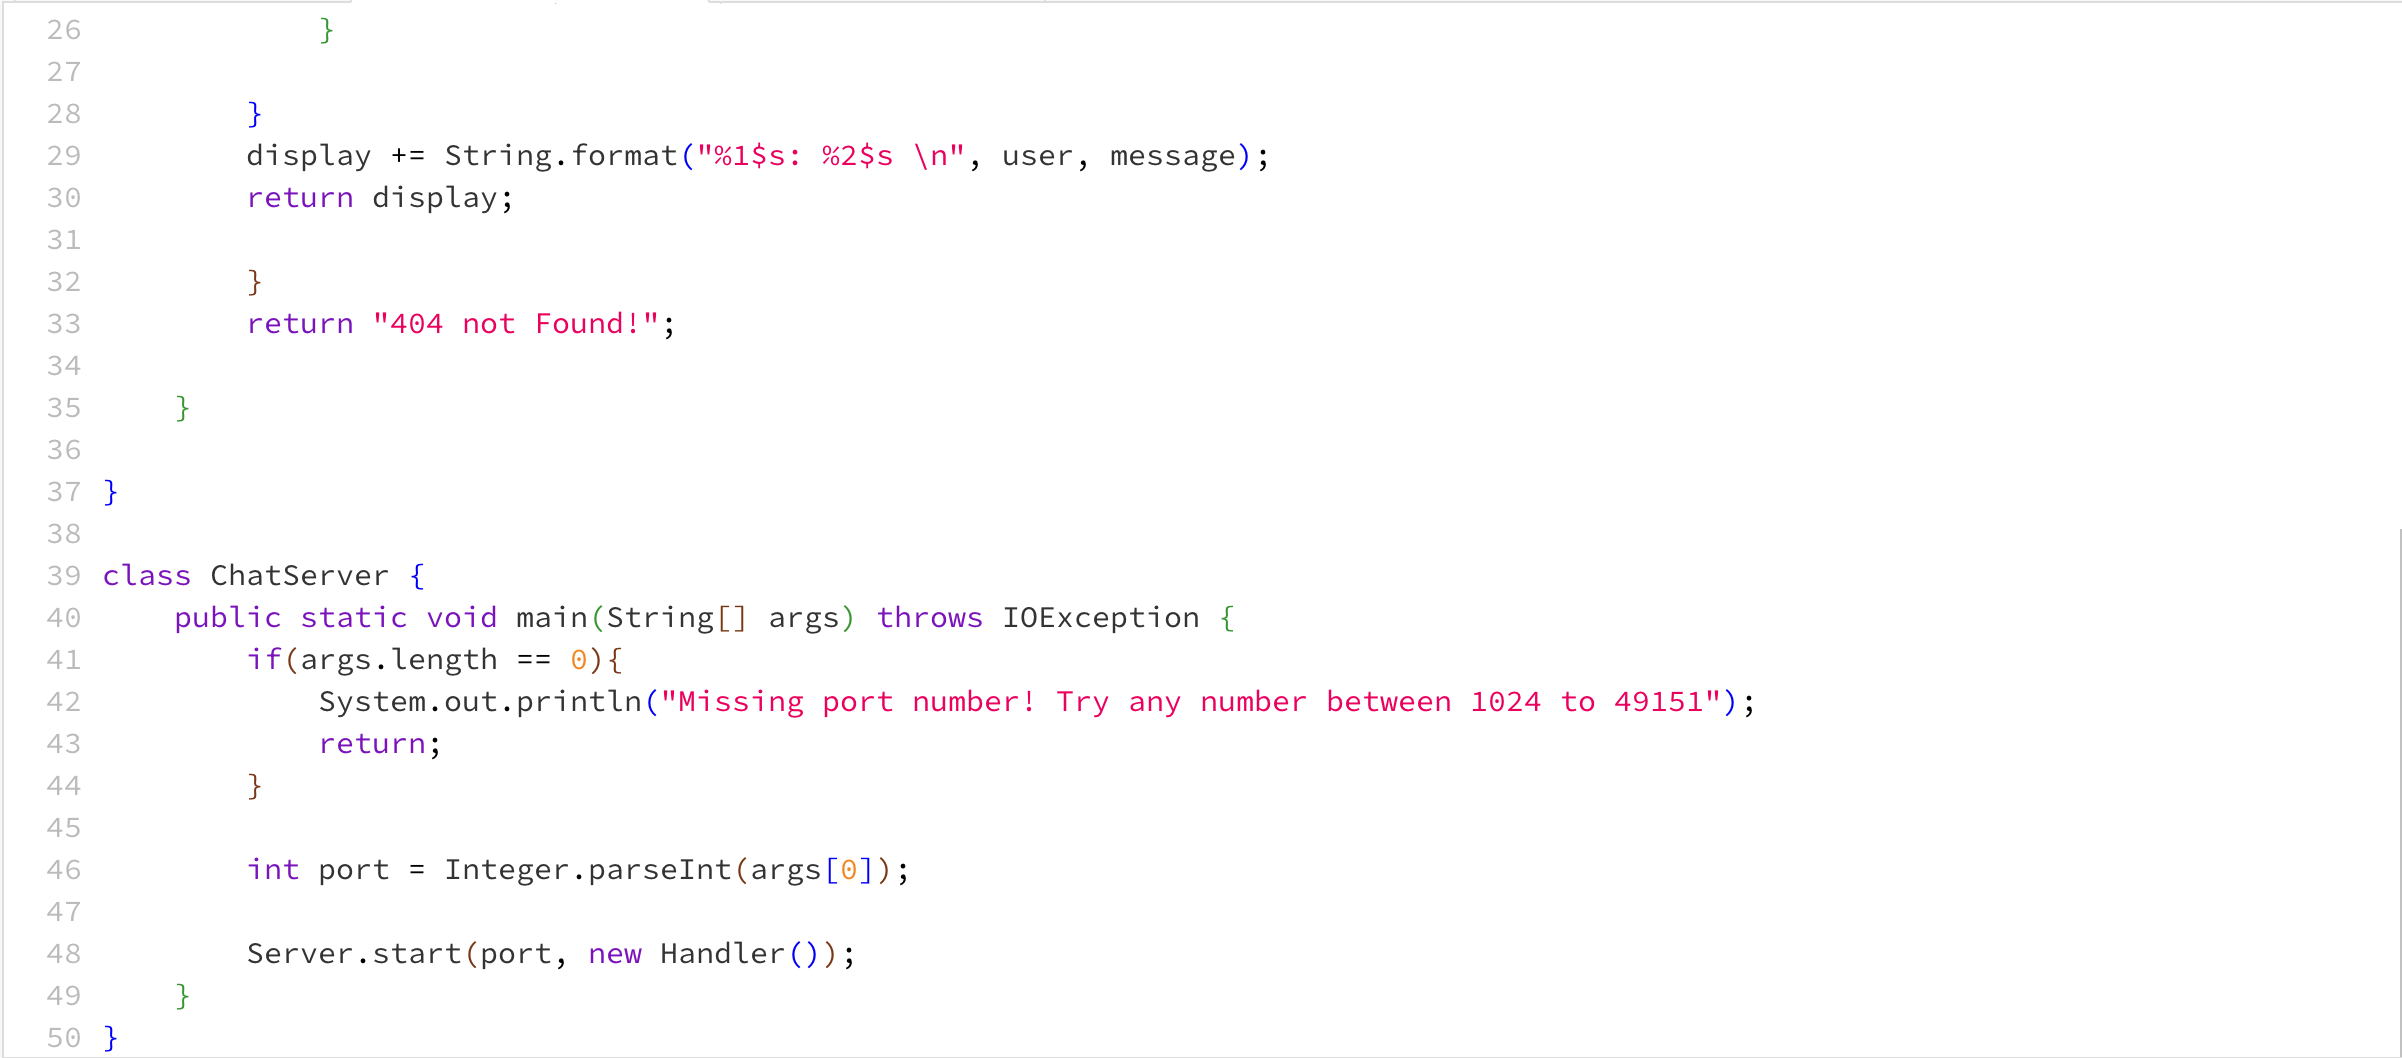 26             }
27
28         }
29         display += String.format("%1$s: %2$s \n", user, message);
30         return display;
31
32         }
33         return "404 not Found!";
34
35     }
36
37 }
38
39 class ChatServer {
40     public static void main(String[] args) throws IOException {
41         if(args.length == 0){
42             System.out.println("Missing port number! Try any number between 1024 to 49151");
43             return;
44         }
45
46         int port = Integer.parseInt(args[0]);
47
48         Server.start(port, new Handler());
49     }
50 }